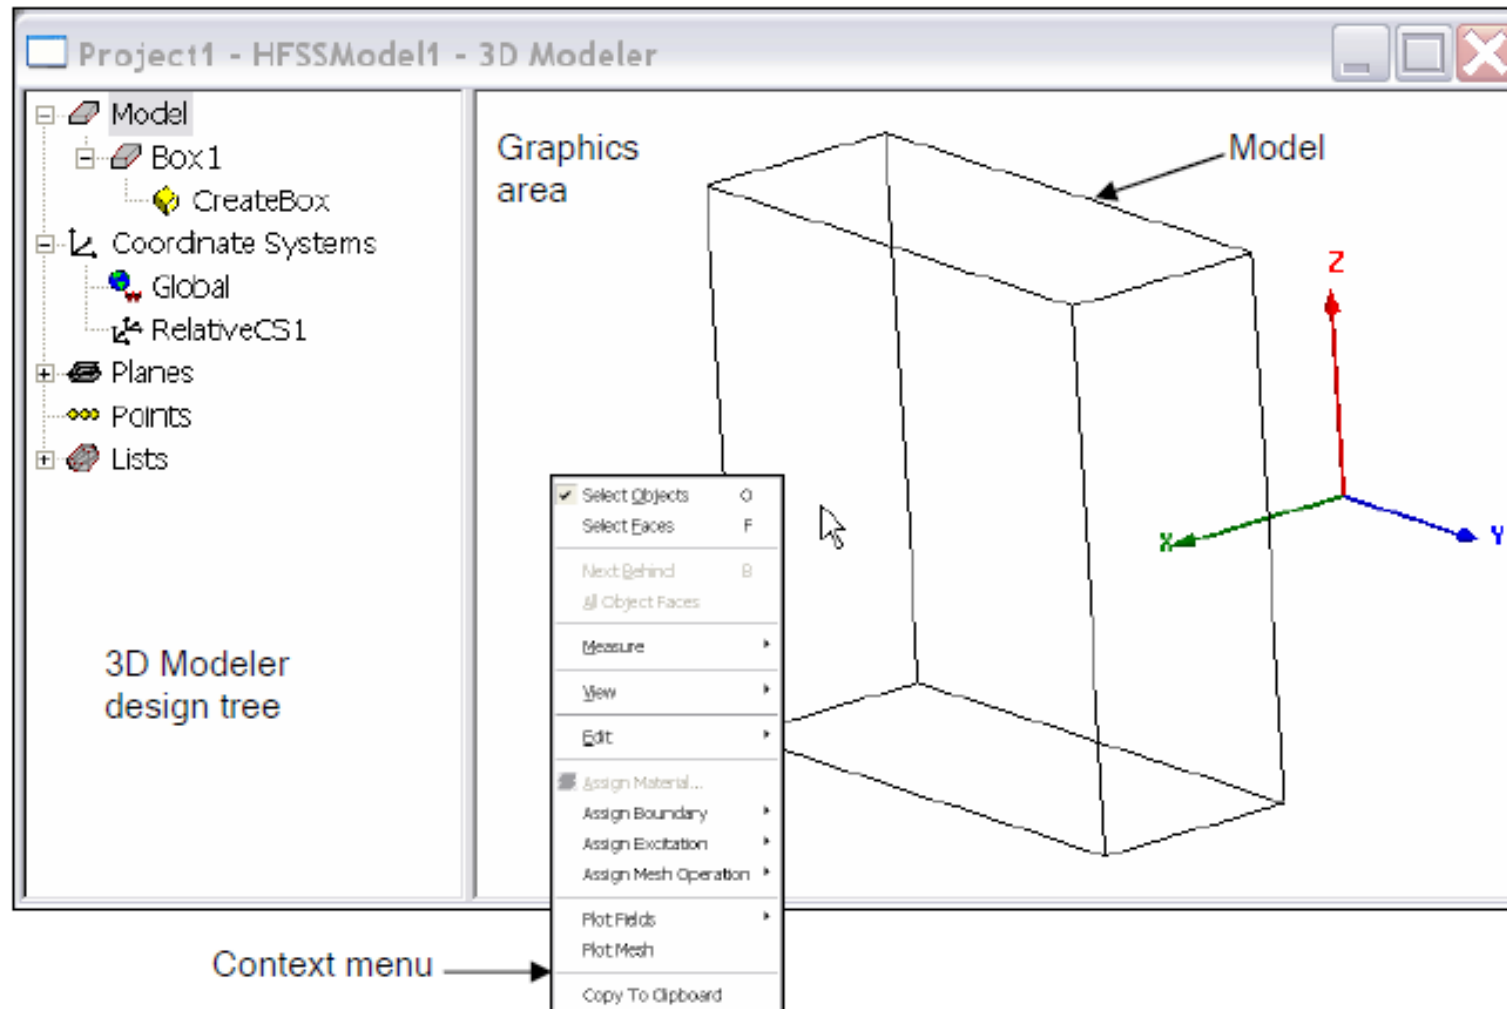 Project1 - HFSSModel1 - 3D Modeler
Model
Box1
CreateBox
Coordinate Systems
Global
RelativeCS1
Planes
Points
Lists
3D Modeler
design tree
Graphics
area
Model
Z
X
Y
Select Objects O
Select Faces F
Next Behind B
All Object Faces
Measure
View
Edit
Assign Material...
Assign Boundary
Assign Excitation
Assign Mesh Operation
Plot Fields
Plot Mesh
Copy To Clipboard
Context menu